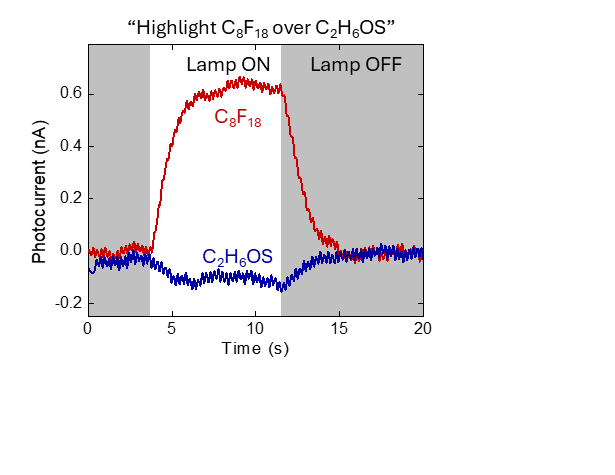 “Highlight C₈F₁₈ over C₂H₆OS”
Lamp ON
Lamp OFF
C₈F₁₈
C₂H₆OS
Photocurrent (nA)
0.6
0.4
0.2
0.0
-0.2
0 5 10 15 20
Time (s)